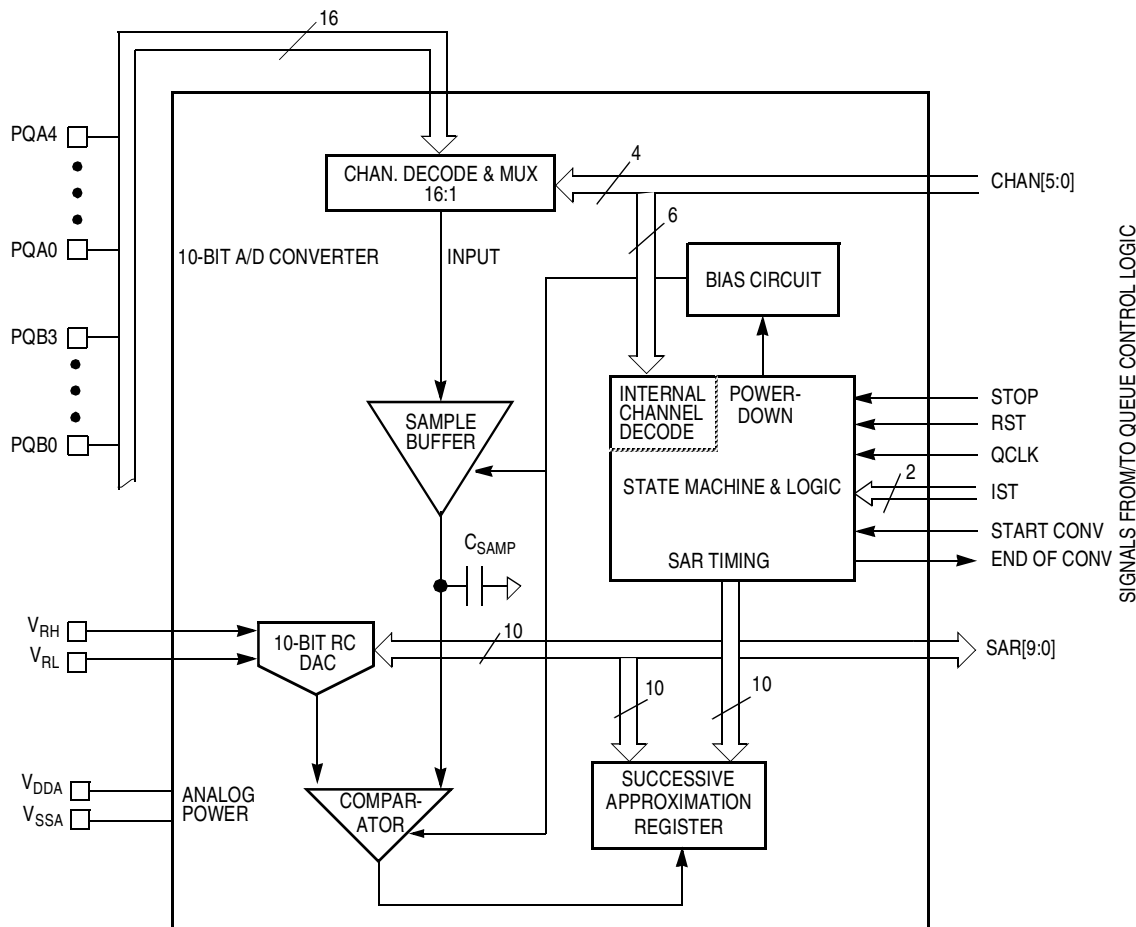 16
PQA4
CHAN. DECODE & MUX
16:1
4
CHAN[5:0]
6
PQA0
10-BIT A/D CONVERTER
INPUT
BIAS CIRCUIT
PQB3
PQB0
INTERNAL
CHANNEL
DECODE
POWER-
DOWN
STATE MACHINE & LOGIC
SAR TIMING
SAMPLE
BUFFER
STOP
RST
QCLK
2
IST
START CONV
END OF CONV
SIGNALS FROM/TO QUEUE CONTROL LOGIC
CSAMP
VRH
VRL
10-BIT RC
DAC
10
SAR[9:0]
10
10
VDDA
VSSA
ANALOG
POWER
COMPAR-
ATOR
SUCCESSIVE
APPROXIMATION
REGISTER